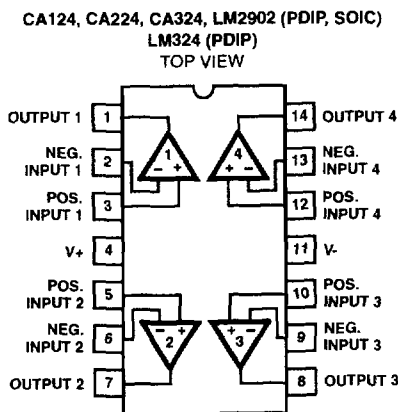 CA124, CA224, CA324, LM2902 (PDIP, SOIC)
LM324 (PDIP)
TOP VIEW
OUTPUT 1 1 14 OUTPUT 4
NEG. INPUT 1 2 1 4 13 NEG. INPUT 4
- + - +
POS. INPUT 1 3 12 POS. INPUT 4
V+ 4 11 V-
POS. INPUT 2 5 10 POS. INPUT 3
- + + -
NEG. INPUT 2 6 2 3 9 NEG. INPUT 3
OUTPUT 2 7 8 OUTPUT 3